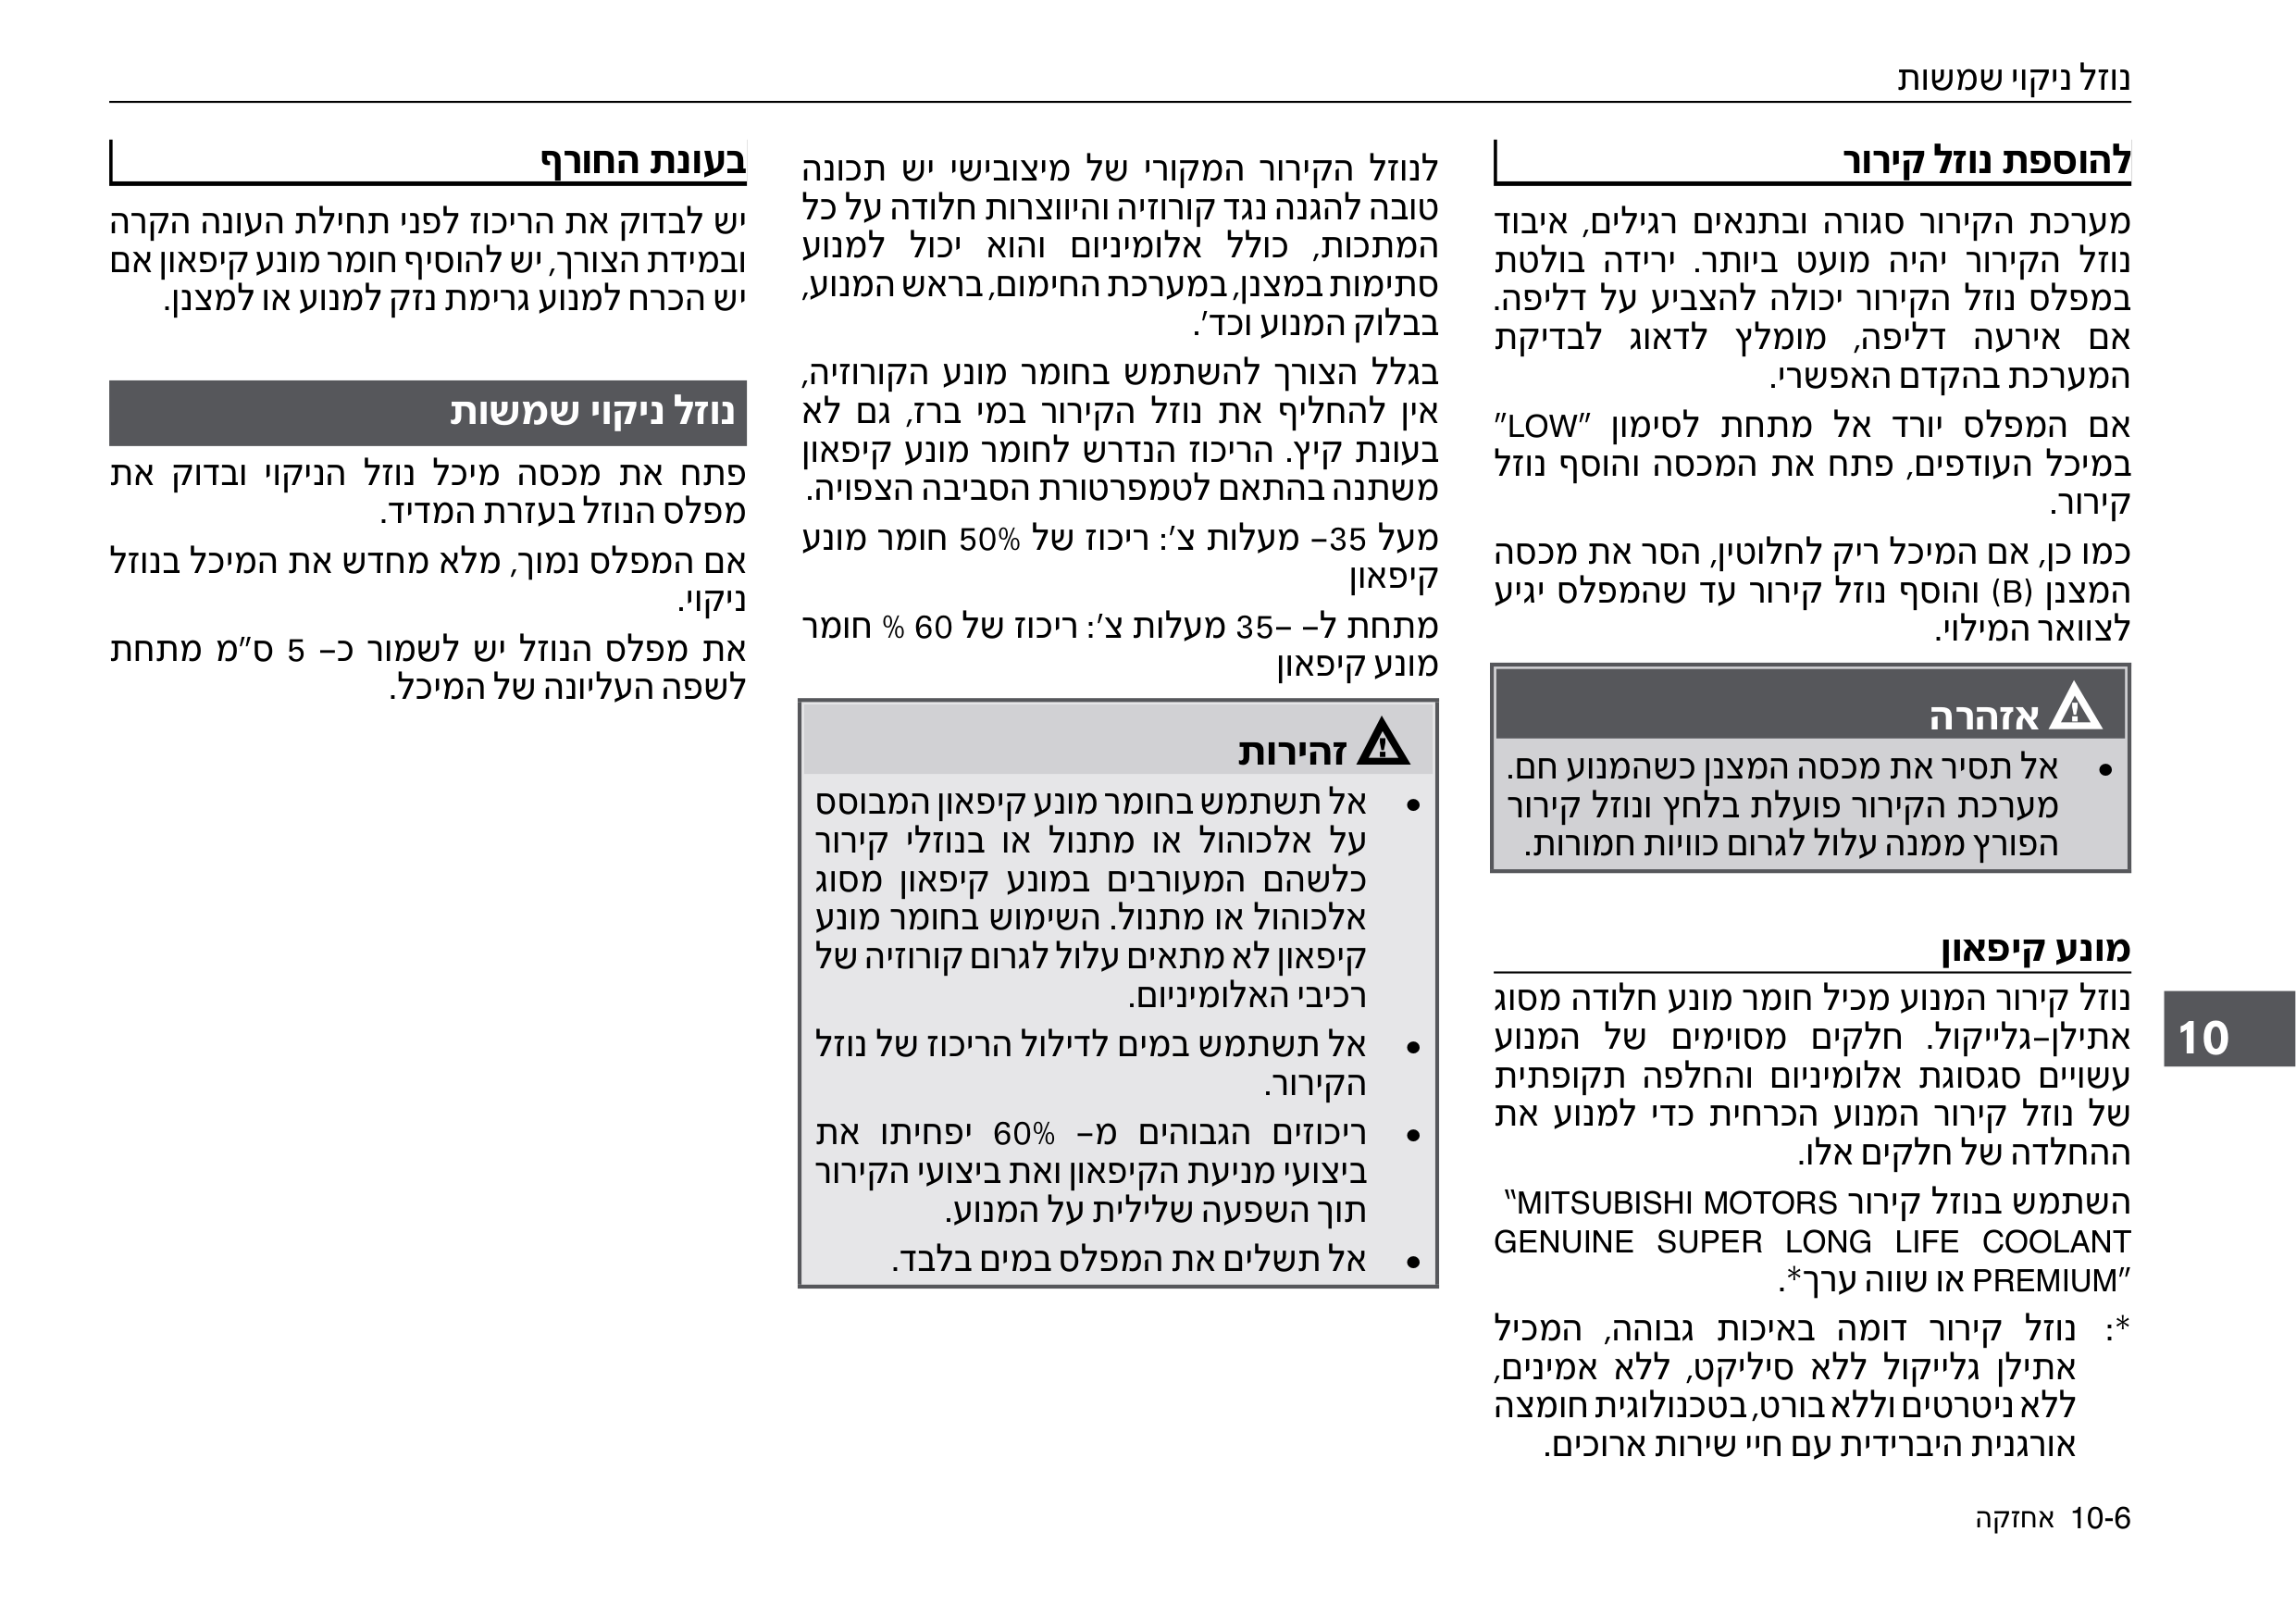 נוזל ניקוי שמשות
להוספת נוזל קירור
מערכת הקירור סגורה ובתנאים רגילים, איבוד
נוזל הקירור יהיה מועט ביותר. ירידה בולטת
במפלס נוזל הקירור יכולה להצביע על דליפה.
אם אירעה דליפה, מומלץ לדאוג לבדיקת
המערכת בהקדם האפשרי.
אם המפלס יורד אל מתחת לסימון "LOW"
במיכל העודפים, פתח את המכסה והוסף נוזל
קירור.
כמו כן, אם המיכל ריק לחלוטין, הסר את מכסה
המצנן (B) והוסף נוזל קירור עד שהמפלס יגיע
לצוואר המילוי.
אזהרה
• אל תסיר את מכסה המצנן כשהמנוע חם.
מערכת הקירור פועלת בלחץ ונוזל קירור
הפורץ ממנה עלול לגרום כוויות חמורות.
מונע קיפאון
נוזל קירור המנוע מכיל חומר מונע חלודה מסוג
אתילן-גלייקול. חלקים מסוימים של המנוע
עשויים סגסוגת אלומיניום והחלפה תקופתית
של נוזל קירור המנוע הכרחית כדי למנוע את
ההחלדה של חלקים אלו.
השתמש בנוזל קירור MITSUBISHI MOTORS"
GENUINE SUPER LONG LIFE COOLANT
"PREMIUM או שווה ערך*.
*: נוזל קירור דומה באיכות גבוהה, המכיל
אתילן גלייקול ללא סיליקט, ללא אמינים,
ללא ניטרטים וללא בורט, בטכנולוגית חומצה
אורגנית היברידית עם חיי שירות ארוכים.
לנוזל הקירור המקורי של מיצובישי יש תכונה
טובה להגנה נגד קורוזיה והיווצרות חלודה על כל
המתכות, כולל אלומיניום והוא יכול למנוע
סתימות במצנן, במערכת החימום, בראש המנוע,
בבלוק המנוע וכד'.
בגלל הצורך להשתמש בחומר מונע הקורוזיה,
אין להחליף את נוזל הקירור במי ברז, גם לא
בעונת קיץ. הריכוז הנדרש לחומר מונע קיפאון
משתנה בהתאם לטמפרטורת הסביבה הצפויה.
מעל 35- מעלות צ': ריכוז של 50% חומר מונע
קיפאון
מתחת ל- -35 מעלות צ': ריכוז של 60 % חומר
מונע קיפאון
זהירות
• אל תשתמש בחומר מונע קיפאון המבוסס
על אלכוהול או מתנול או בנוזלי קירור
כלשהם המעורבים במונע קיפאון מסוג
אלכוהול או מתנול. השימוש בחומר מונע
קיפאון לא מתאים עלול לגרום קורוזיה של
רכיבי האלומיניום.
• אל תשתמש במים לדילול הריכוז של נוזל
הקירור.
• ריכוזים הגבוהים מ- 60% יפחיתו את
ביצועי מניעת הקיפאון ואת ביצועי הקירור
תוך השפעה שלילית על המנוע.
• אל תשלים את המפלס במים בלבד.
בעונת החורף
יש לבדוק את הריכוז לפני תחילת העונה הקרה
ובמידת הצורך, יש להוסיף חומר מונע קיפאון אם
יש הכרח למנוע גרימת נזק למנוע או למצנן.
נוזל ניקוי שמשות
פתח את מכסה מיכל נוזל הניקוי ובדוק את
מפלס הנוזל בעזרת המדיד.
אם המפלס נמוך, מלא מחדש את המיכל בנוזל
ניקוי.
את מפלס הנוזל יש לשמור כ- 5 ס"מ מתחת
לשפה העליונה של המיכל.
10
10-6 אחזקה